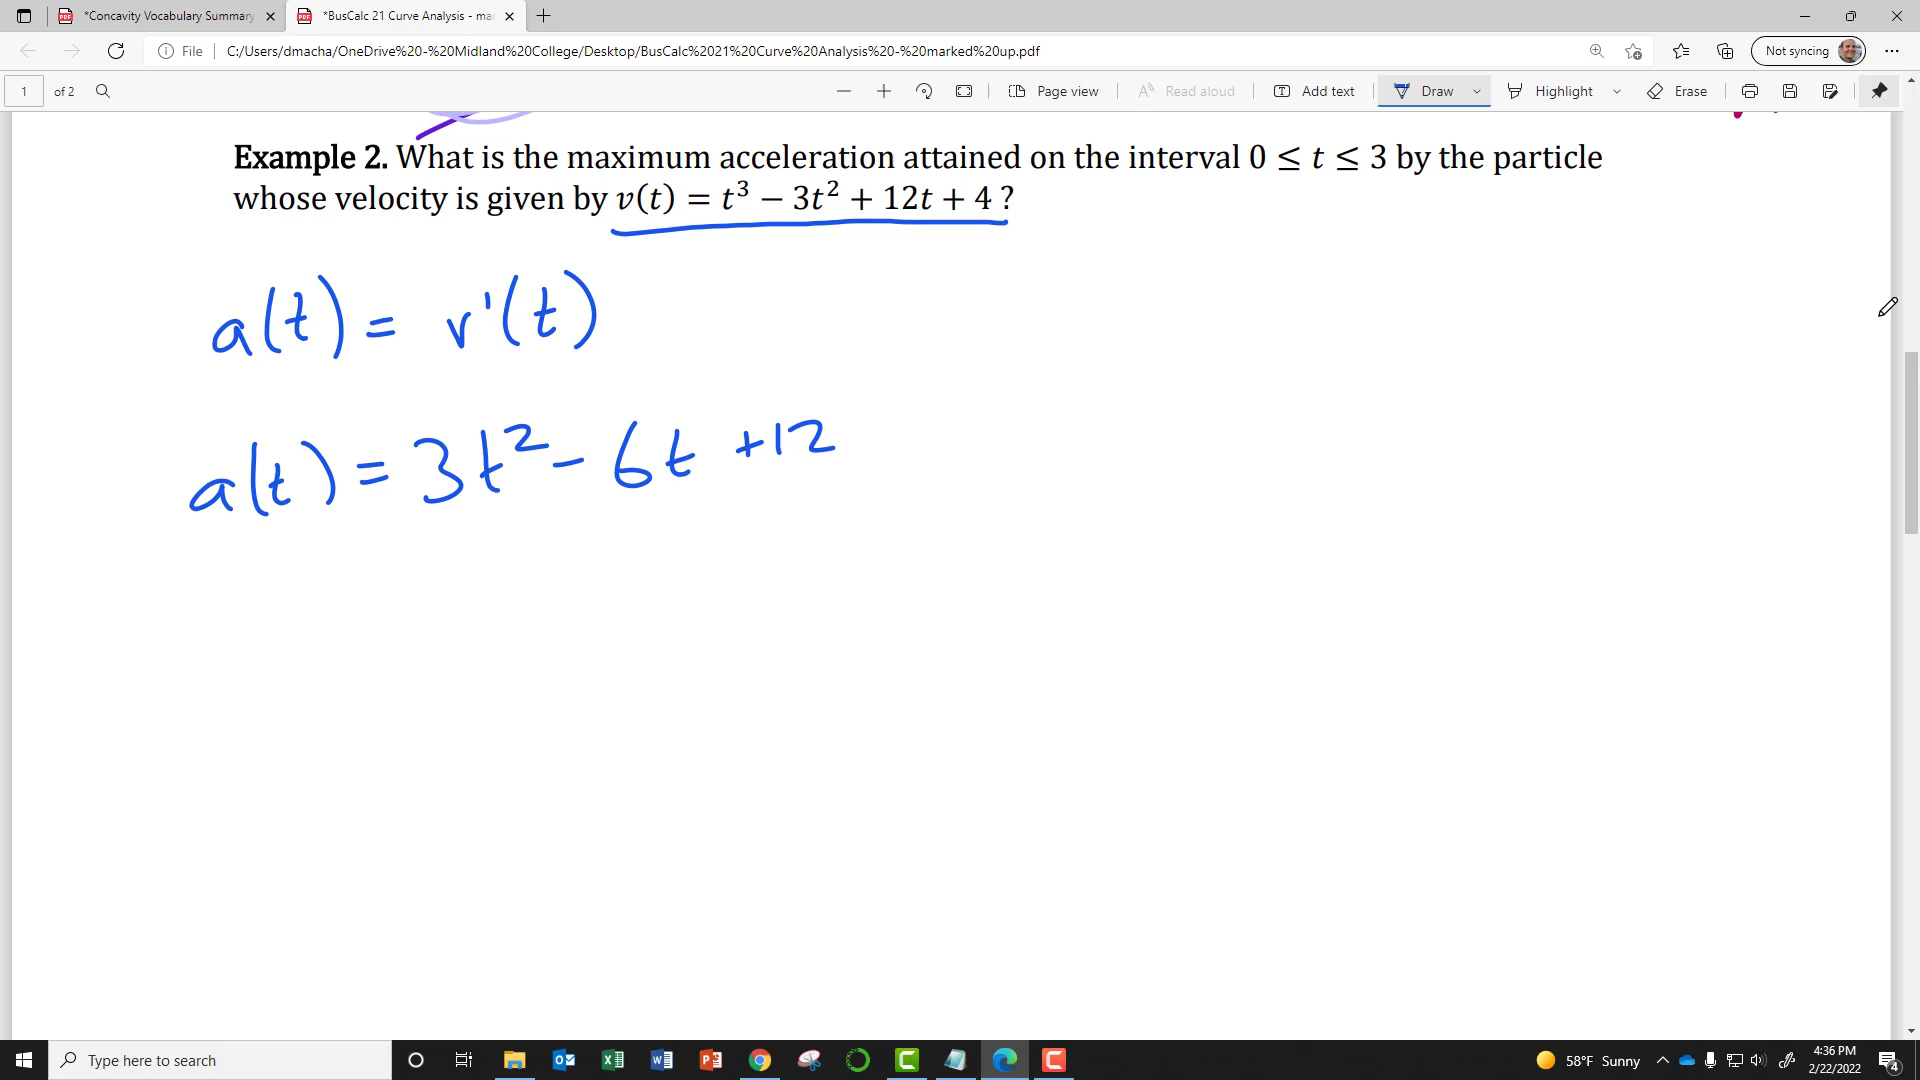 *Concavity Vocabulary Summary
*BusCalc 21 Curve Analysis - ma
File C:/Users/dmacha/OneDrive%20-%20Midland%20College/Desktop/BusCalc%2021%20Curve%20Analysis%20-%20marked%20up.pdf
Not syncing
1 of 2
Page view
Read aloud
Add text
Draw
Highlight
Erase
Example 2. What is the maximum acceleration attained on the interval 0 ≤ t ≤ 3 by the particle
whose velocity is given by v(t) = t³ − 3t² + 12t + 4 ?
a(t) = v'(t)
a(t) = 3t² - 6t +12
Type here to search
58°F Sunny
4:36 PM
2/22/2022
4